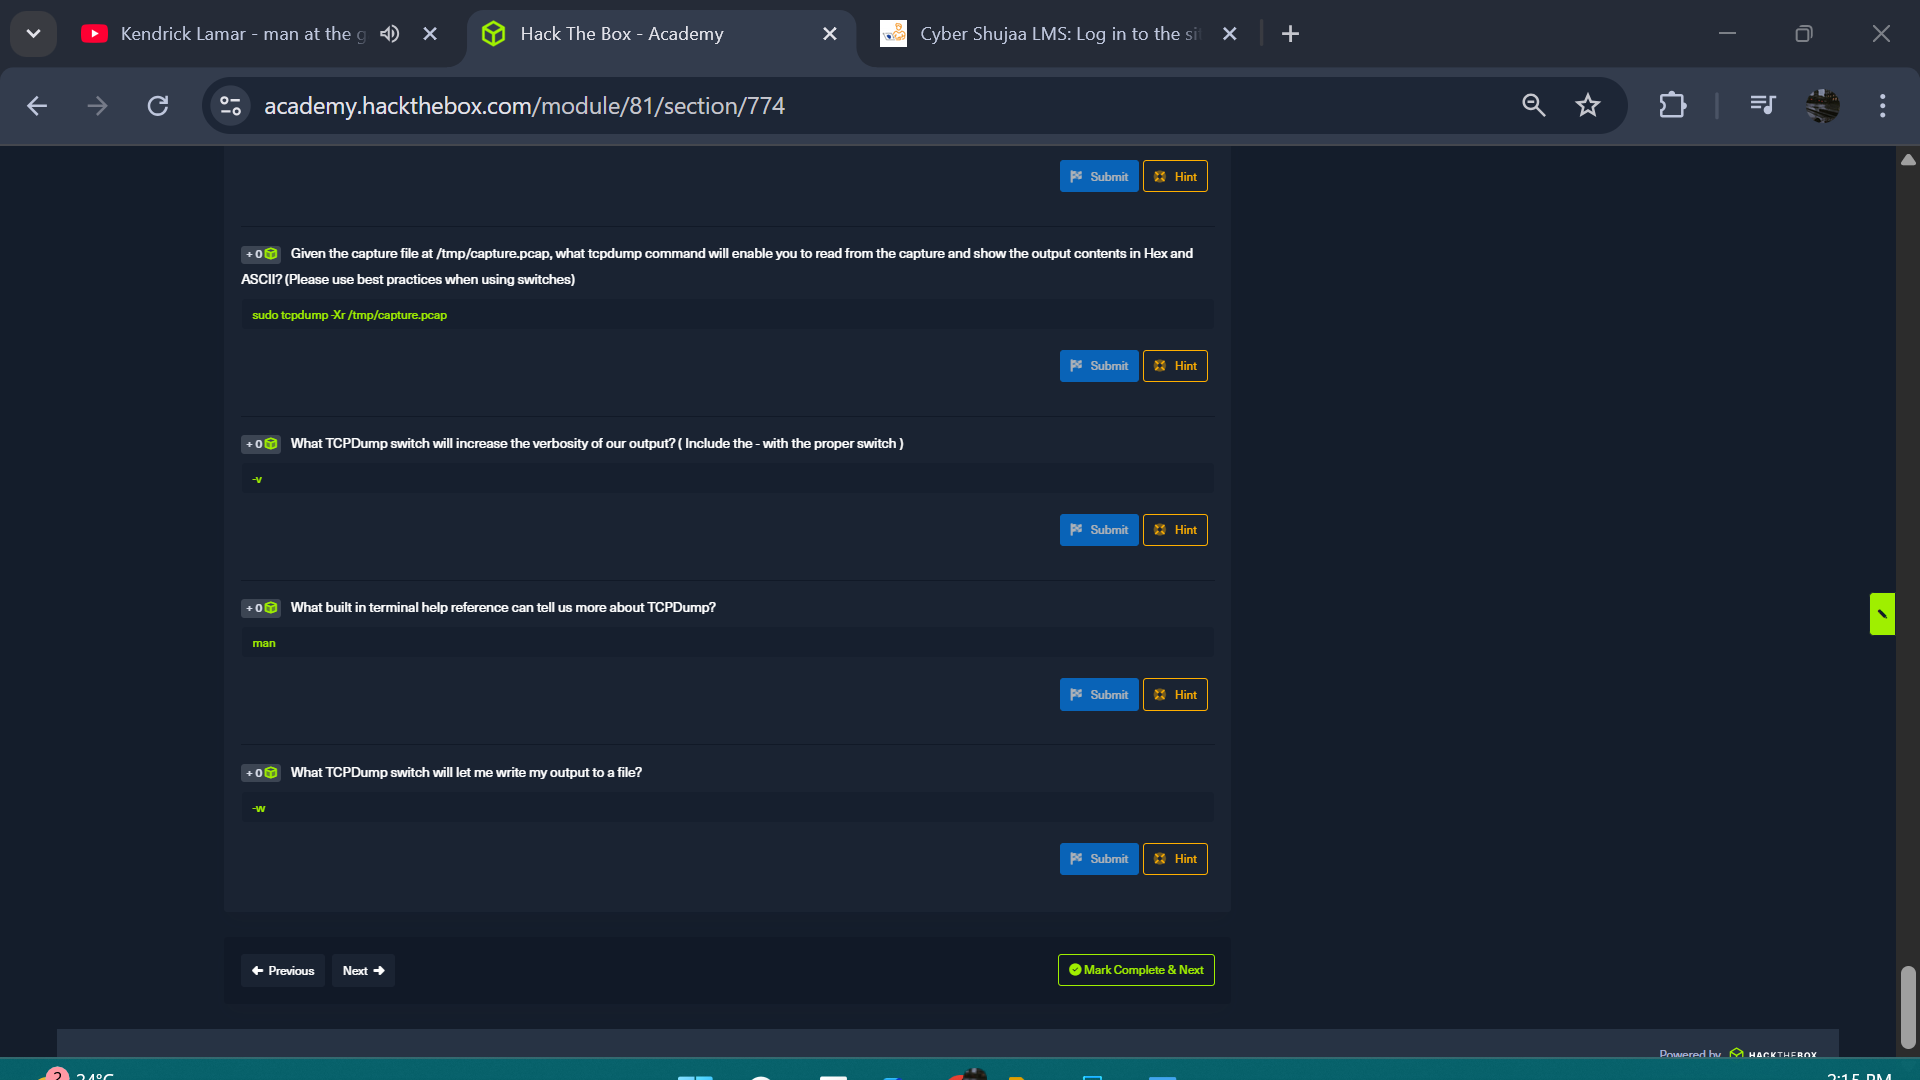 Kendrick Lamar - man at the g
Hack The Box - Academy
Cyber Shujaa LMS: Log in to the sit
academy.hackthebox.com/module/81/section/774
Submit
Hint
+ 0 Given the capture file at /tmp/capture.pcap, what tcpdump command will enable you to read from the capture and show the output contents in Hex and
ASCII? (Please use best practices when using switches)
sudo tcpdump -Xr /tmp/capture.pcap
Submit
Hint
+ 0 What TCPDump switch will increase the verbosity of our output? ( Include the - with the proper switch )
-v
Submit
Hint
+ 0 What built in terminal help reference can tell us more about TCPDump?
man
Submit
Hint
+ 0 What TCPDump switch will let me write my output to a file?
-w
Submit
Hint
Previous
Next
Mark Complete & Next
Powered by HACKTHEBOX
2
24°C
2:15 PM